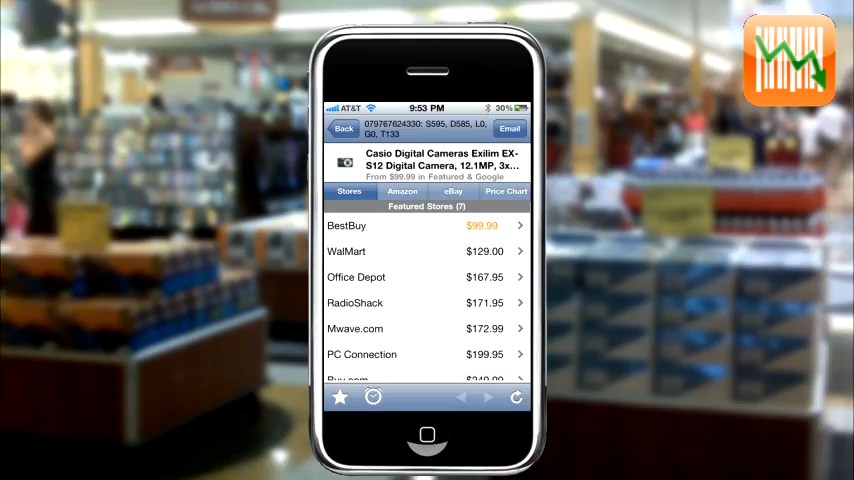 AT&T 9:53 PM 30%
Back 079767624330: S595, D585, L0, G0, T133 Email
Casio Digital Cameras Exilim EX-
S12 Digital Camera, 12.1MP, 3x...
From $99.99 in Featured & Google
Stores Amazon eBay Price Chart
Featured Stores (7)
BestBuy $99.99
WalMart $129.00
Office Depot $167.95
RadioShack $171.95
Mwave.com $172.99
PC Connection $199.95
Buy.com $249.99